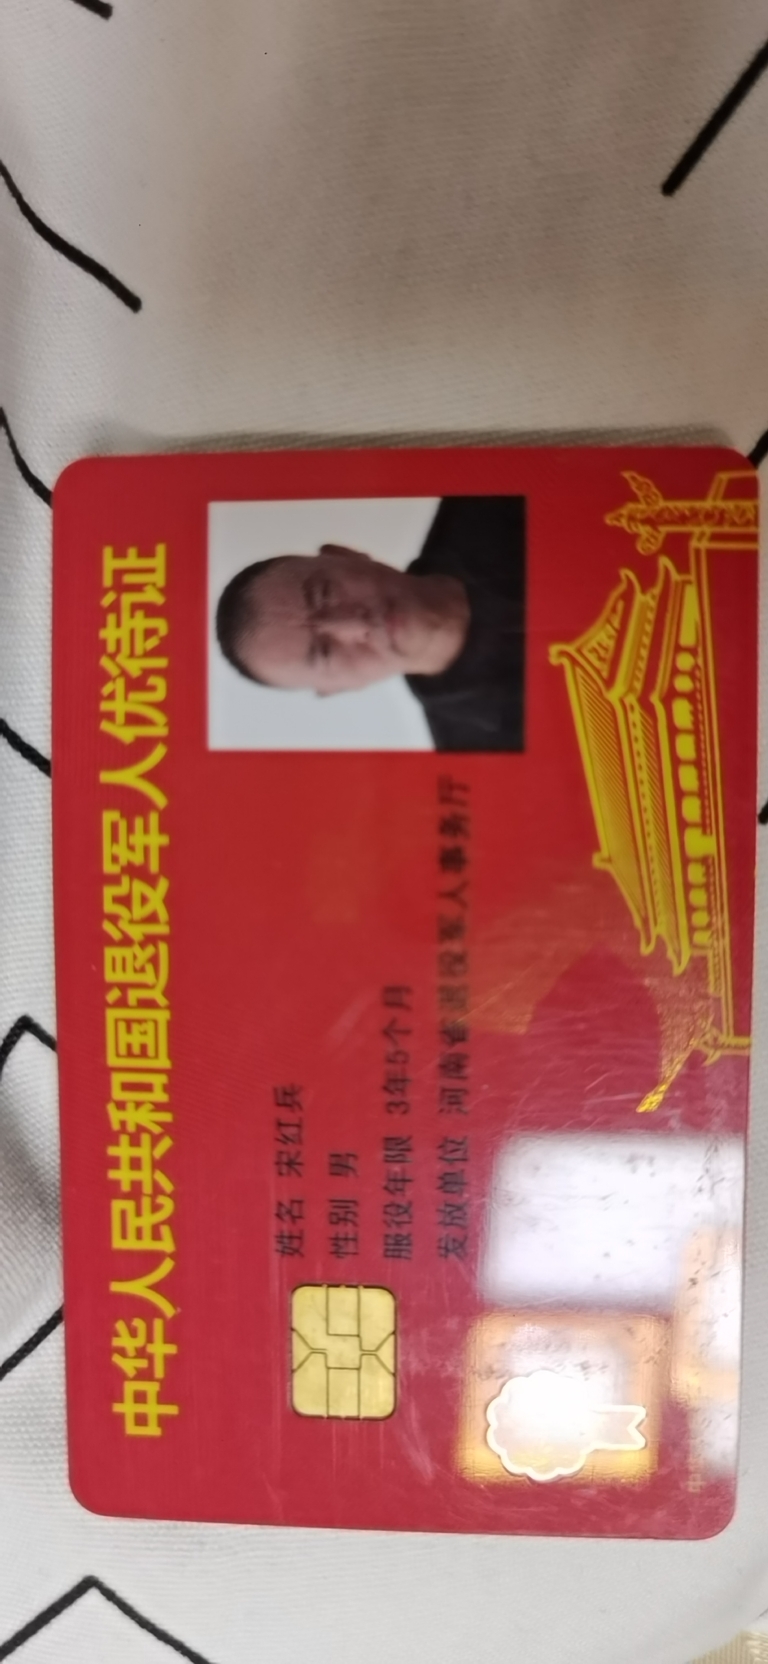 中华人民共和国退役军人优待证
姓名 宋红兵
性别 男
服役年限 3年5个月
发放单位 河南省退役军人事务厅